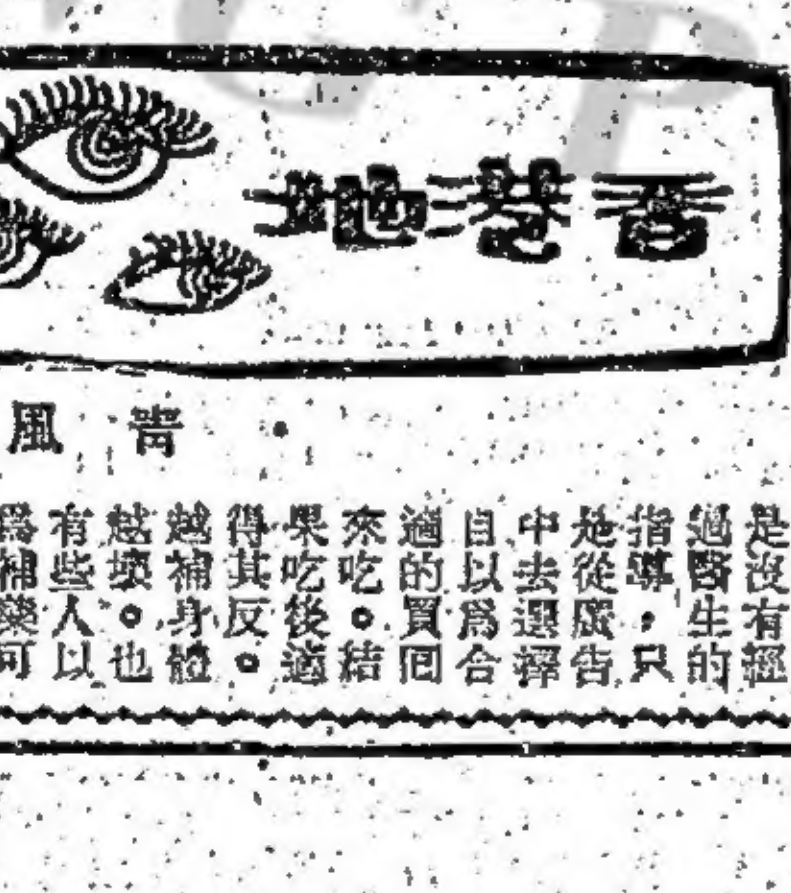 香港地
風
是沒有經
過醫生的
指導，只
是從廣告
中去選擇
自以爲合
適的買回
來吃。結
果吃後適
得其反。
越補身體
越壞。也
有些人以
爲補藥可